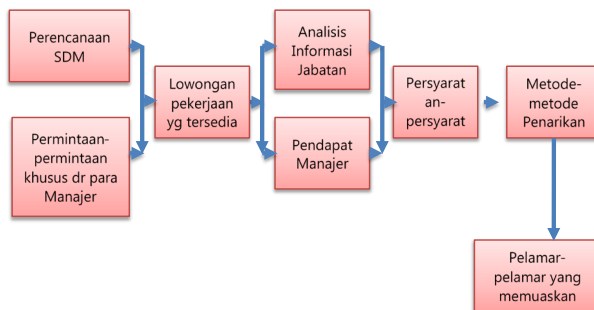 Perencanaan
SDM
Permintaan-
permintaan
khusus dr para
Manajer
Lowongan
pekerjaan
yg tersedia
Analisis
Informasi
Jabatan
Pendapat
Manajer
Persyarat
an-
persyarat
Metode-
metode
Penarikan
Pelamar-
pelamar yang
memuaskan